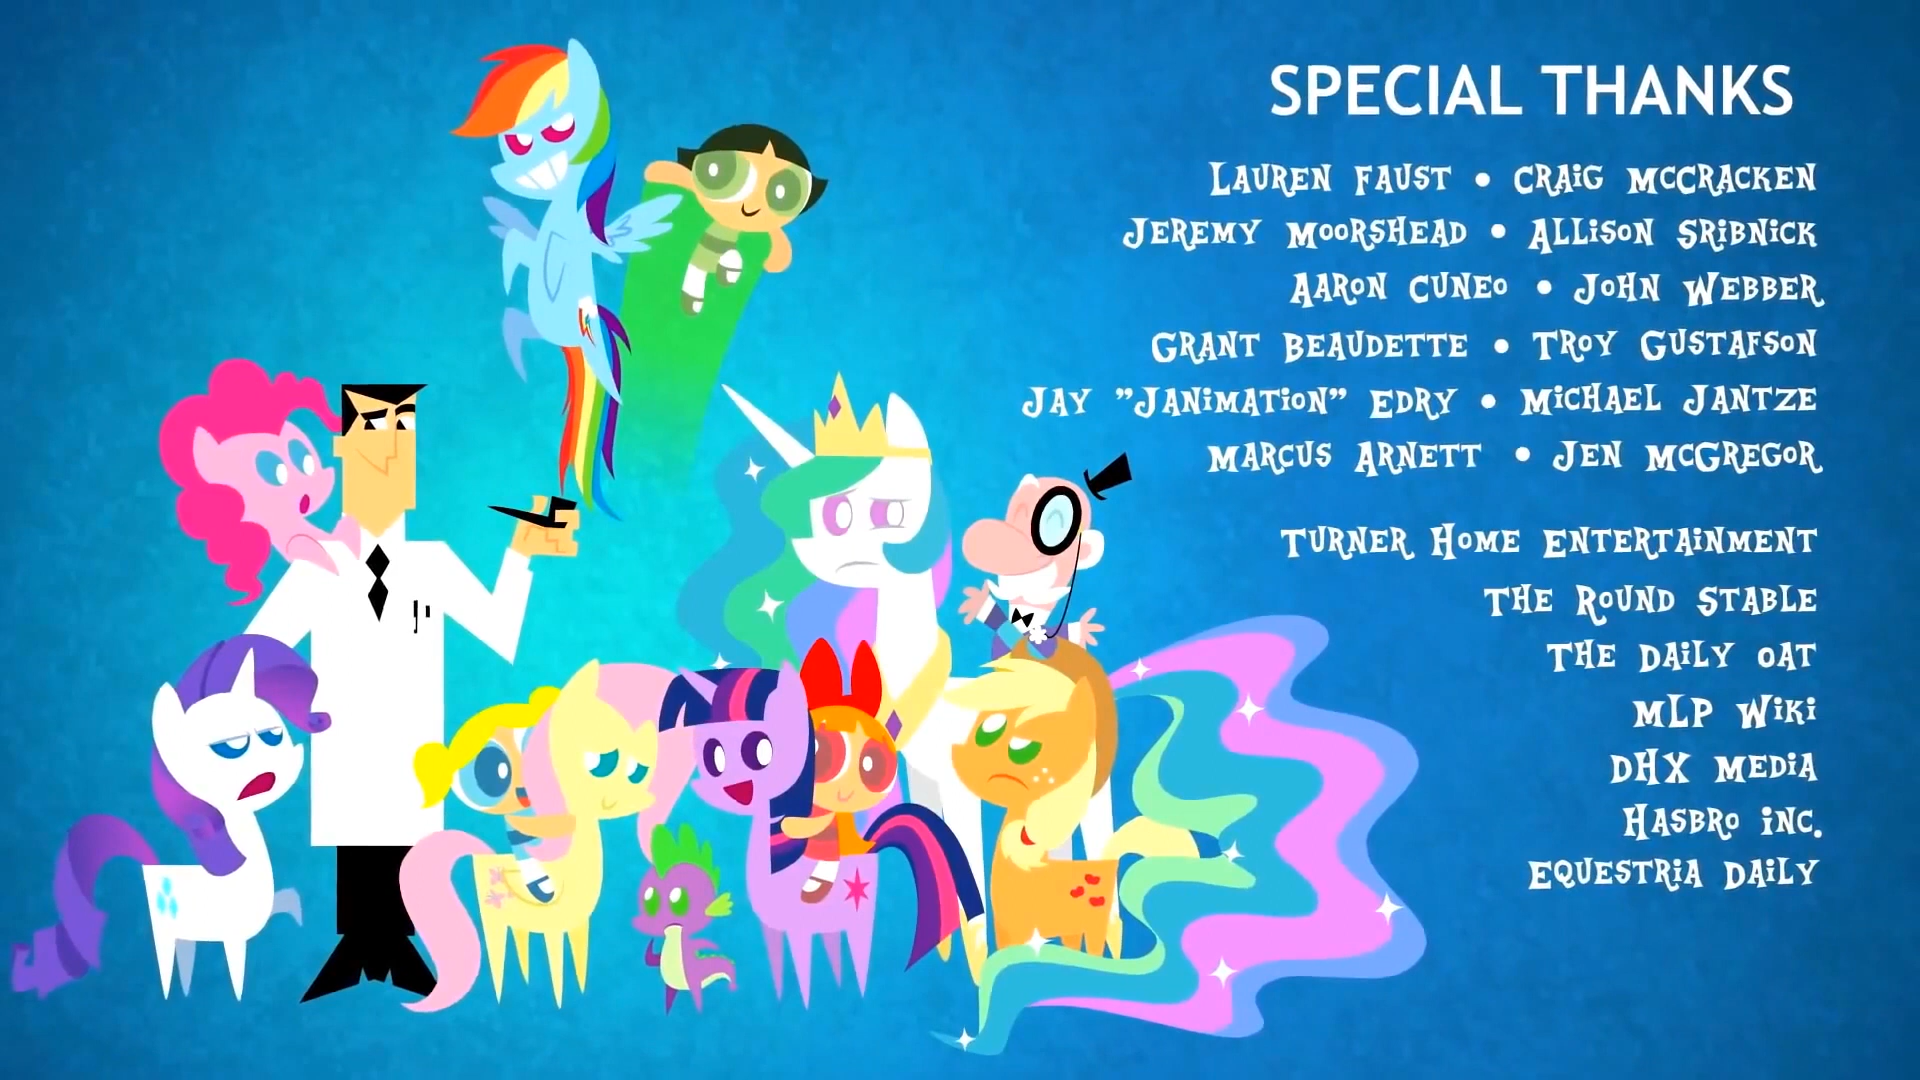 SPECIAL THANKS
LAUREN FAUST • CRAiG MCCRACKEN
JEREMY MOORSHEAD • ALLiSON SRiBNiCK
AARON CUNEO • JOHN WEBBER
GRANT BEAUDETTE • TROY GUSTAFSON
JAY "JANiMATiON" EDRY • MiCHAEL JANTZE
MARCUS ARNETT • JEN MCGREGOR
TURNER HOME ENTERTAiNMENT
THE ROUND STABLE
THE DAiLY OAT
MLP WiKi
DHX MEDiA
HASBRO iNC.
EQUESTRiA DAiLY